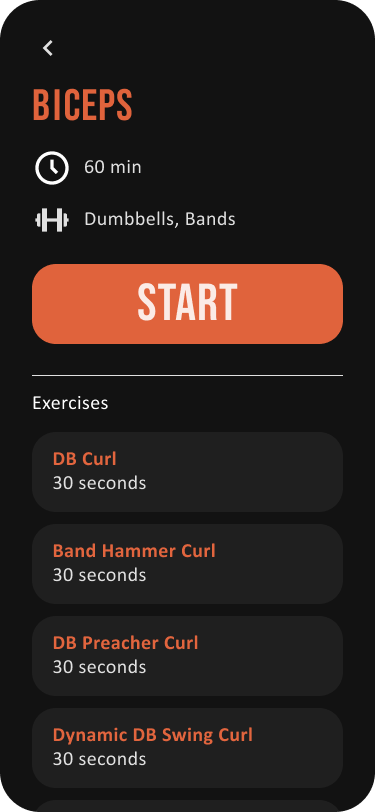 BICEPS
60 min
Dumbbells, Bands
START
Exercises
DB Curl
30 seconds
Band Hammer Curl
30 seconds
DB Preacher Curl
30 seconds
Dynamic DB Swing Curl
30 seconds